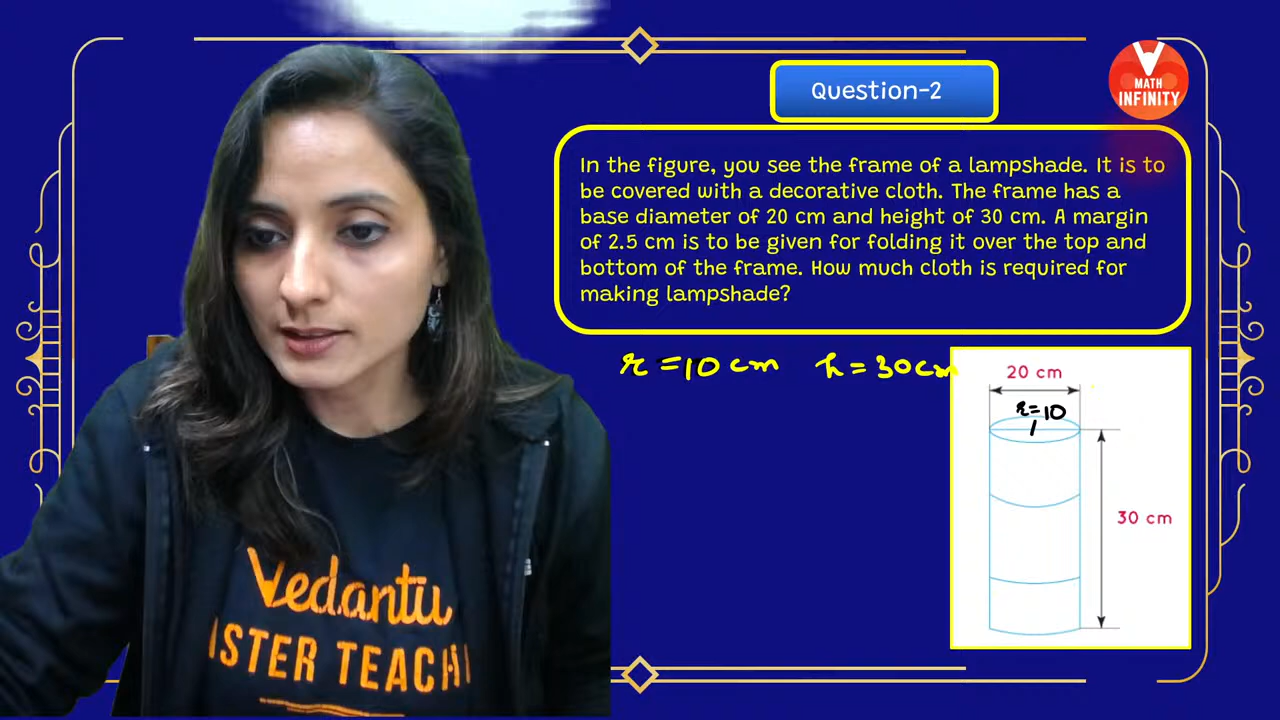 Question-2
MATH
INFINITY
In the figure, you see the frame of a lampshade. It is to
be covered with a decorative cloth. The frame has a
base diameter of 20 cm and height of 30 cm. A margin
of 2.5 cm is to be given for folding it over the top and
bottom of the frame. How much cloth is required for
making lampshade?
r = 10 cm h = 30 cm
20 cm
r = 10
30 cm
Vedantu
ISTER TEACH